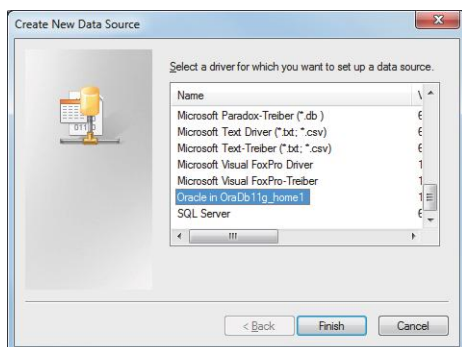 Create New Data Source
Select a driver for which you want to set up a data source.
Name
Microsoft Paradox-Treiber (*.db )
Microsoft Text Driver (*.txt; *.csv)
Microsoft Text-Treiber (*.txt; *.csv)
Microsoft Visual FoxPro Driver
Microsoft Visual FoxPro-Treiber
Oracle in OraDb11g_home1
SQL Server
< Back Finish Cancel